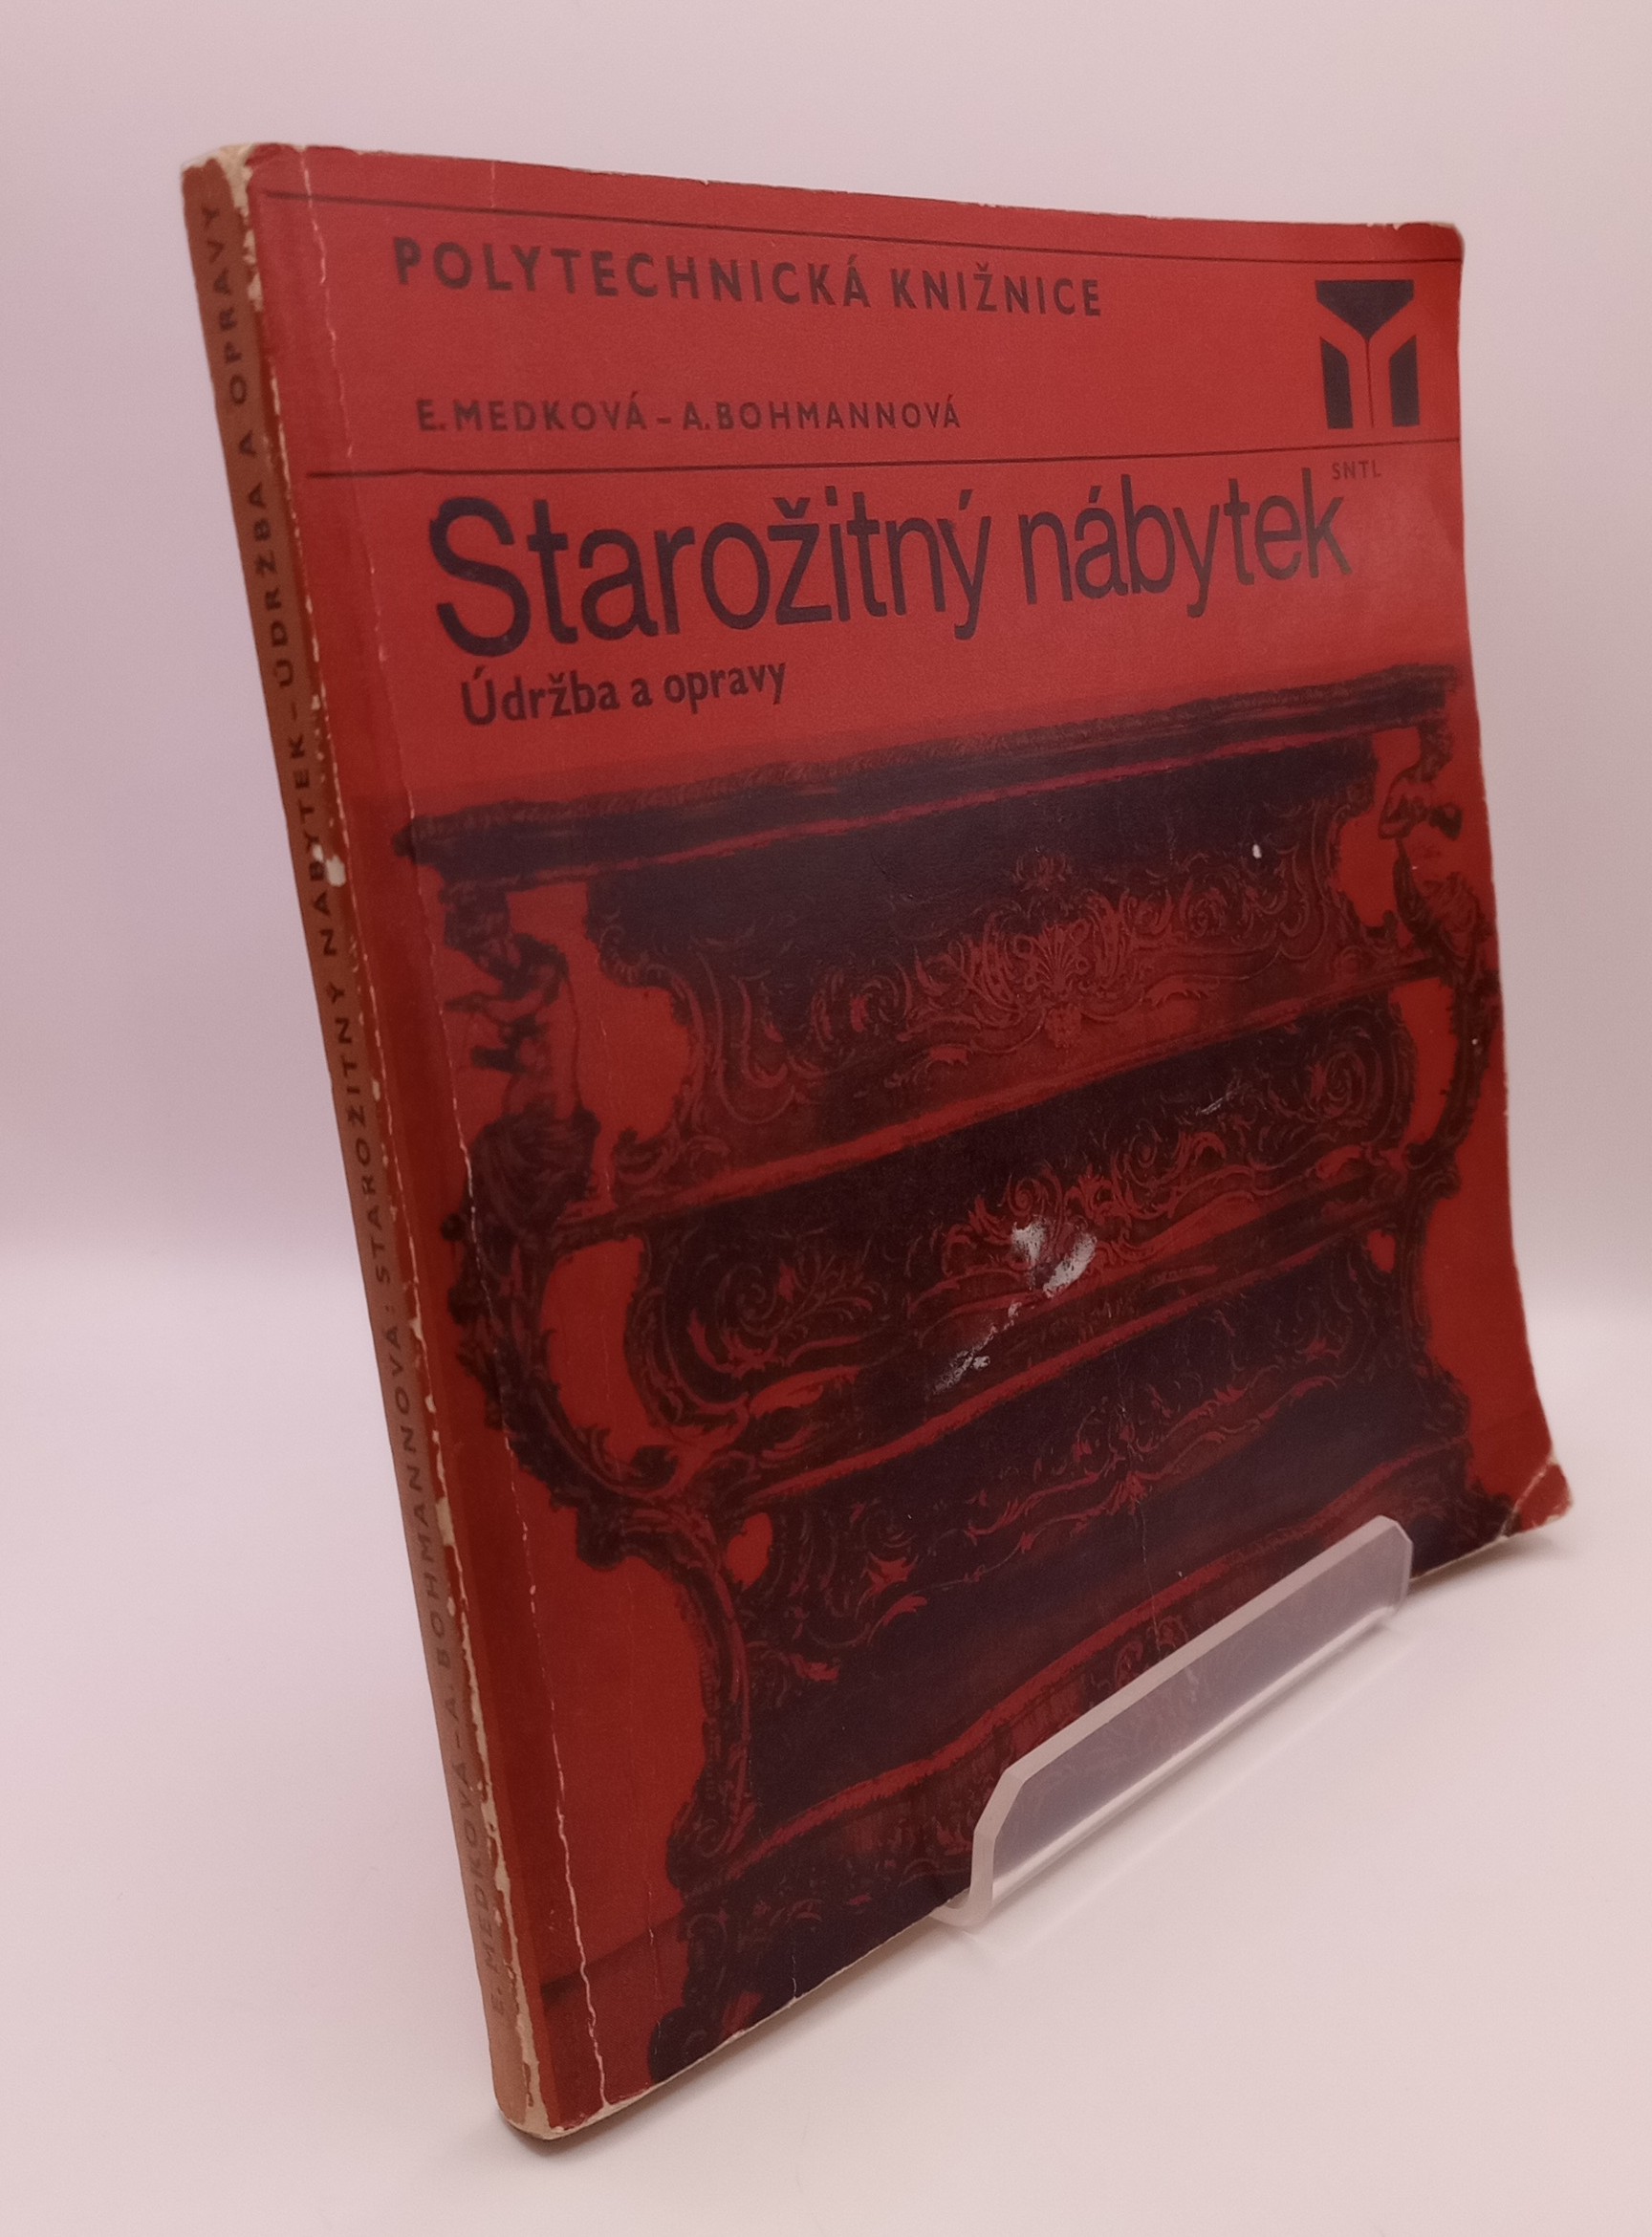 POLYTECHNICKÁ KNIŽNICE
E. MEDKOVÁ – A. BOHMANNOVÁ
SNTL
Starožitný nábytek
Údržba a opravy
E. MEDKOVÁ – A. BOHMANNOVÁ: STAROŽITNÝ NÁBYTEK – ÚDRŽBA A OPRAVY